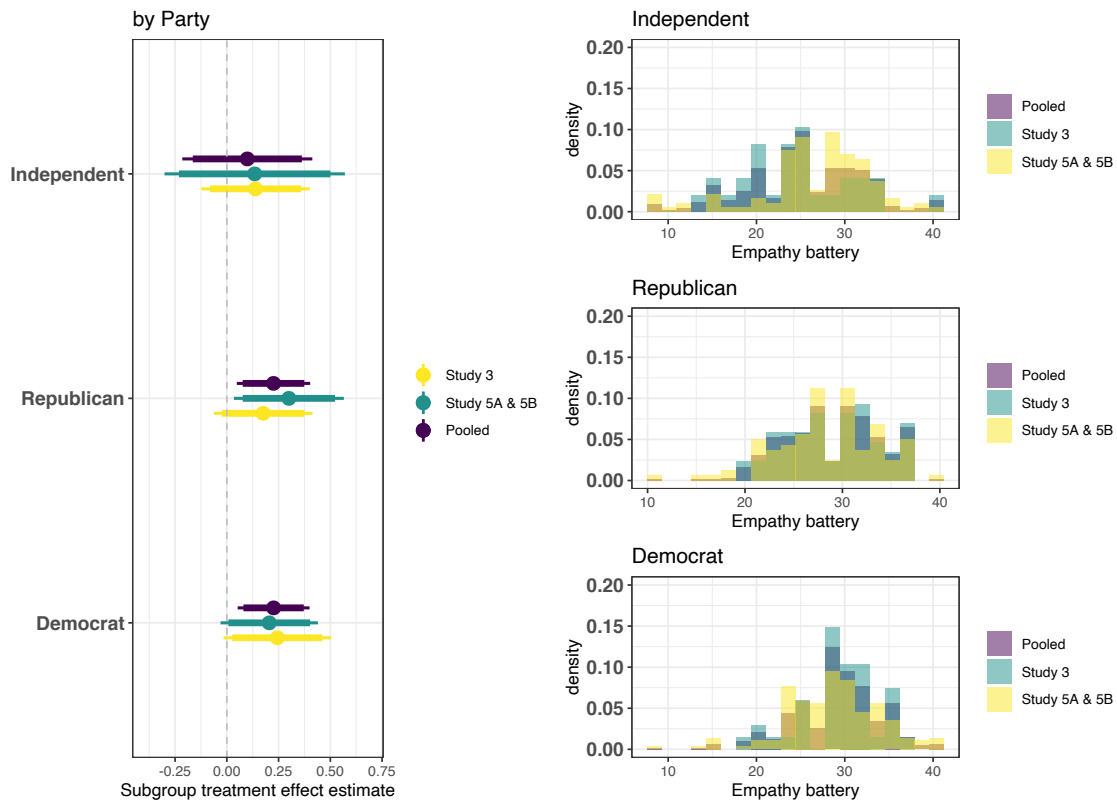 by Party
Independent
Republican
Democrat
-0.25 0.00 0.25 0.50 0.75
Subgroup treatment effect estimate
Study 3
Study 5A & 5B
Pooled
Independent
0.20
0.15
0.10
0.05
0.00
density
10 20 30 40
Empathy battery
Pooled
Study 3
Study 5A & 5B
Republican
0.20
0.15
0.10
0.05
0.00
density
10 20 30 40
Empathy battery
Pooled
Study 3
Study 5A & 5B
Democrat
0.20
0.15
0.10
0.05
0.00
density
10 20 30 40
Empathy battery
Pooled
Study 3
Study 5A & 5B